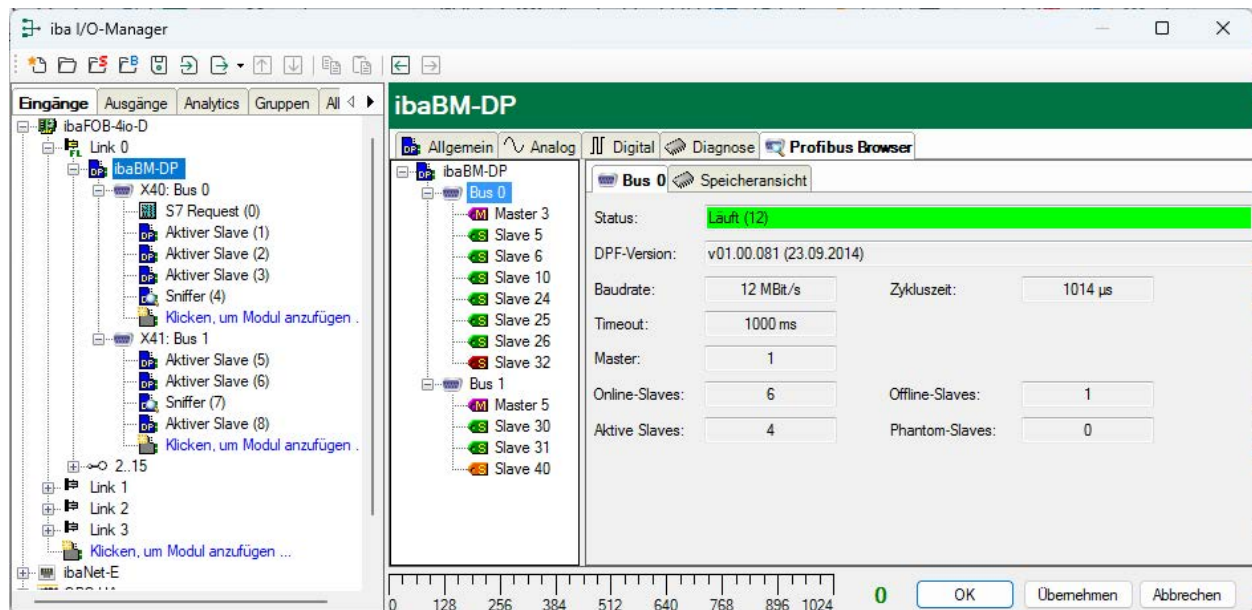 iba I/O-Manager
Eingänge Ausgänge Analytics Gruppen All
ibaFOB-4io-D
Link 0
ibaBM-DP
X40: Bus 0
S7 Request (0)
Aktiver Slave (1)
Aktiver Slave (2)
Aktiver Slave (3)
Sniffer (4)
Klicken, um Modul anzufügen .
X41: Bus 1
Aktiver Slave (5)
Aktiver Slave (6)
Sniffer (7)
Aktiver Slave (8)
Klicken, um Modul anzufügen .
2..15
Link 1
Link 2
Link 3
Klicken, um Modul anzufügen ...
ibaNet-E
ibaBM-DP
Allgemein Analog Digital Diagnose Profibus Browser
ibaBM-DP
Bus 0
Master 3
Slave 5
Slave 6
Slave 10
Slave 24
Slave 25
Slave 26
Slave 32
Bus 1
Master 5
Slave 30
Slave 31
Slave 40
Bus 0 Speicheransicht
Status: Läuft (12)
DPF-Version: v01.00.081 (23.09.2014)
Baudrate: 12 MBit/s Zykluszeit: 1014 µs
Timeout: 1000 ms
Master: 1
Online-Slaves: 6 Offline-Slaves: 1
Aktive Slaves: 4 Phantom-Slaves: 0
0 128 256 384 512 640 768 896 1024 0 OK Übernehmen Abbrechen